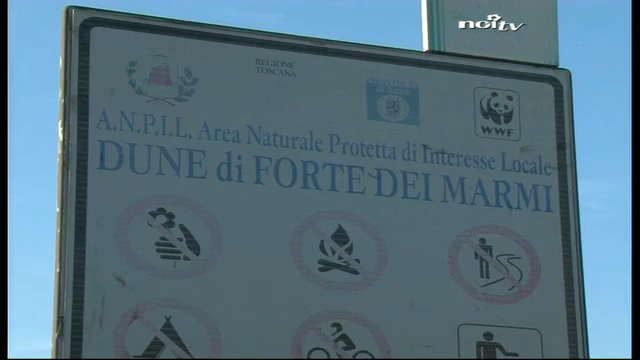 noitv
REGIONE
TOSCANA
WWF
A.N.P.I.L. Area Naturale Protetta di Interesse Locale
DUNE di FORTE DEI MARMI